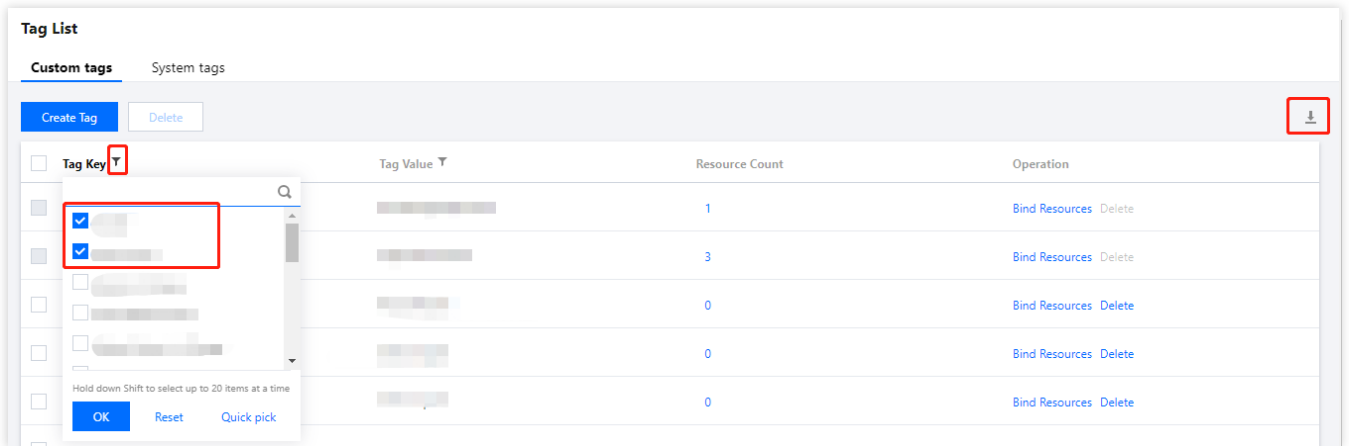 Tag List
Custom tags System tags
Create Tag Delete
Tag Key Tag Value Resource Count Operation
1 Bind Resources Delete
3 Bind Resources Delete
0 Bind Resources Delete
0 Bind Resources Delete
Hold down Shift to select up to 20 items at a time
0 Bind Resources Delete
OK Reset Quick pick